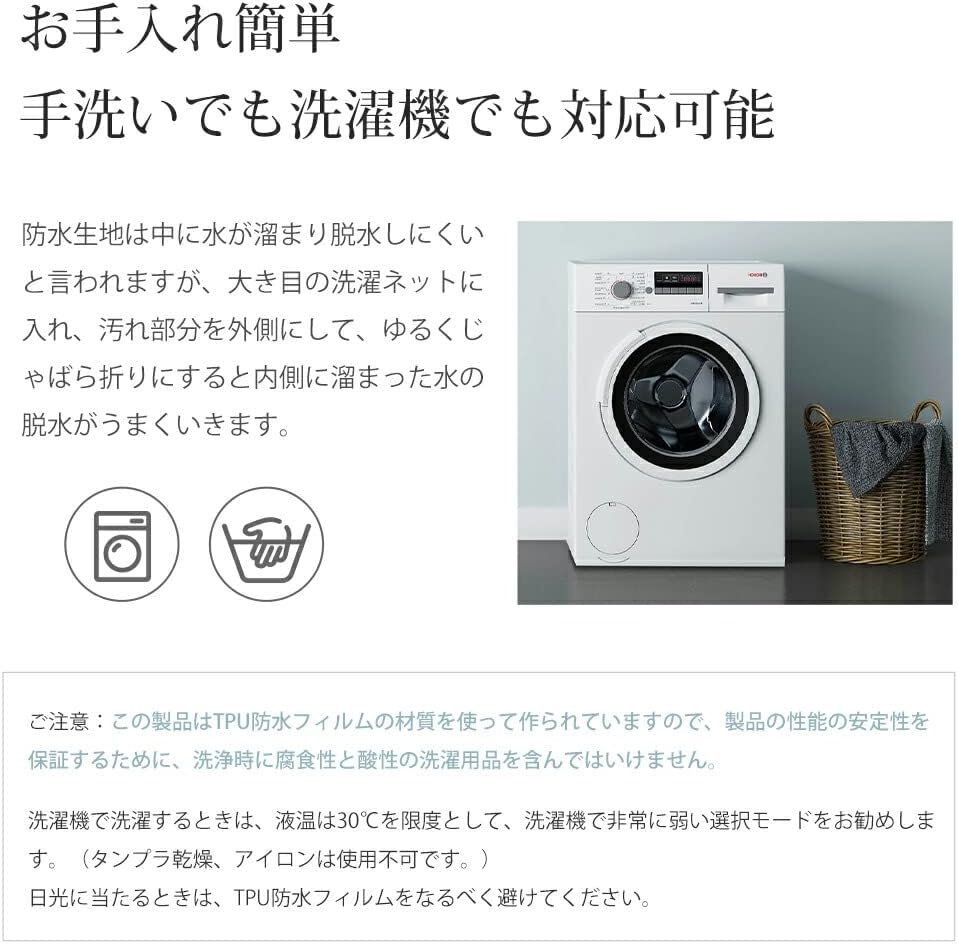 お手入れ簡単
手洗いでも洗濯機でも対応可能
防水生地は中に水が溜まり脱水しにくい
と言われますが、大き目の洗濯ネットに
入れ、汚れ部分を外側にして、ゆるくじ
ゃばら折りにすると内側に溜まった水の
脱水がうまくいきます。
ご注意：この製品はTPU防水フィルムの材質を使って作られていますので、製品の性能の安定性を
保証するために、洗浄時に腐食性と酸性の洗濯用品を含んではいけません。
洗濯機で洗濯するときは、液温は30℃を限度として、洗濯機で非常に弱い選択モードをお勧めしま
す。（タンプラ乾燥、アイロンは使用不可です。）
日光に当たるときは、TPU防水フィルムをなるべく避けてください。